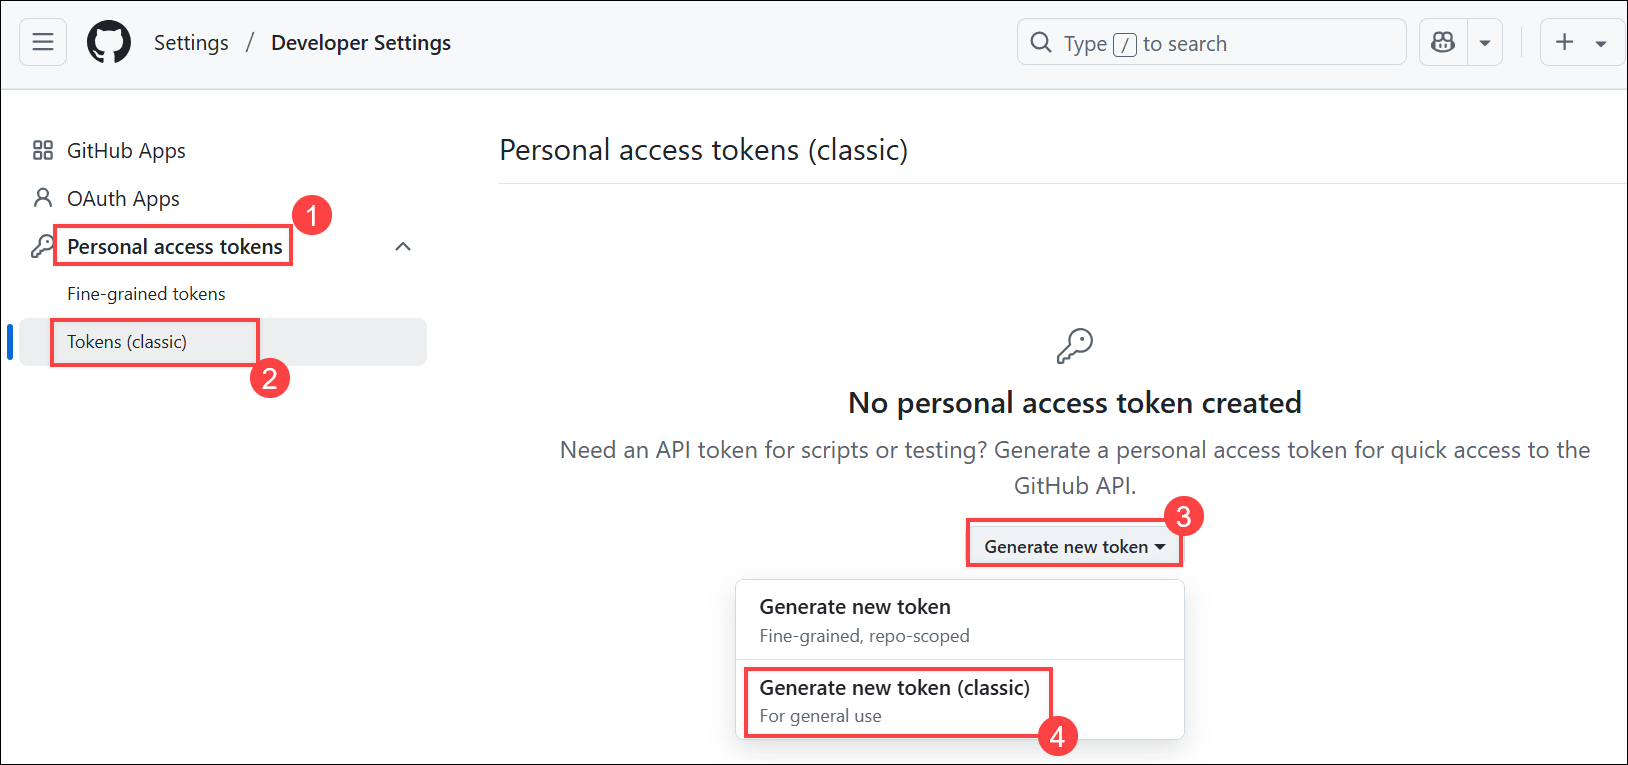 Settings / Developer Settings
Type / to search
GitHub Apps
OAuth Apps
1
Personal access tokens
Fine-grained tokens
Tokens (classic)
2
Personal access tokens (classic)
No personal access token created
Need an API token for scripts or testing? Generate a personal access token for quick access to the
GitHub API.
3
Generate new token
Generate new token
Fine-grained, repo-scoped
Generate new token (classic)
For general use
4